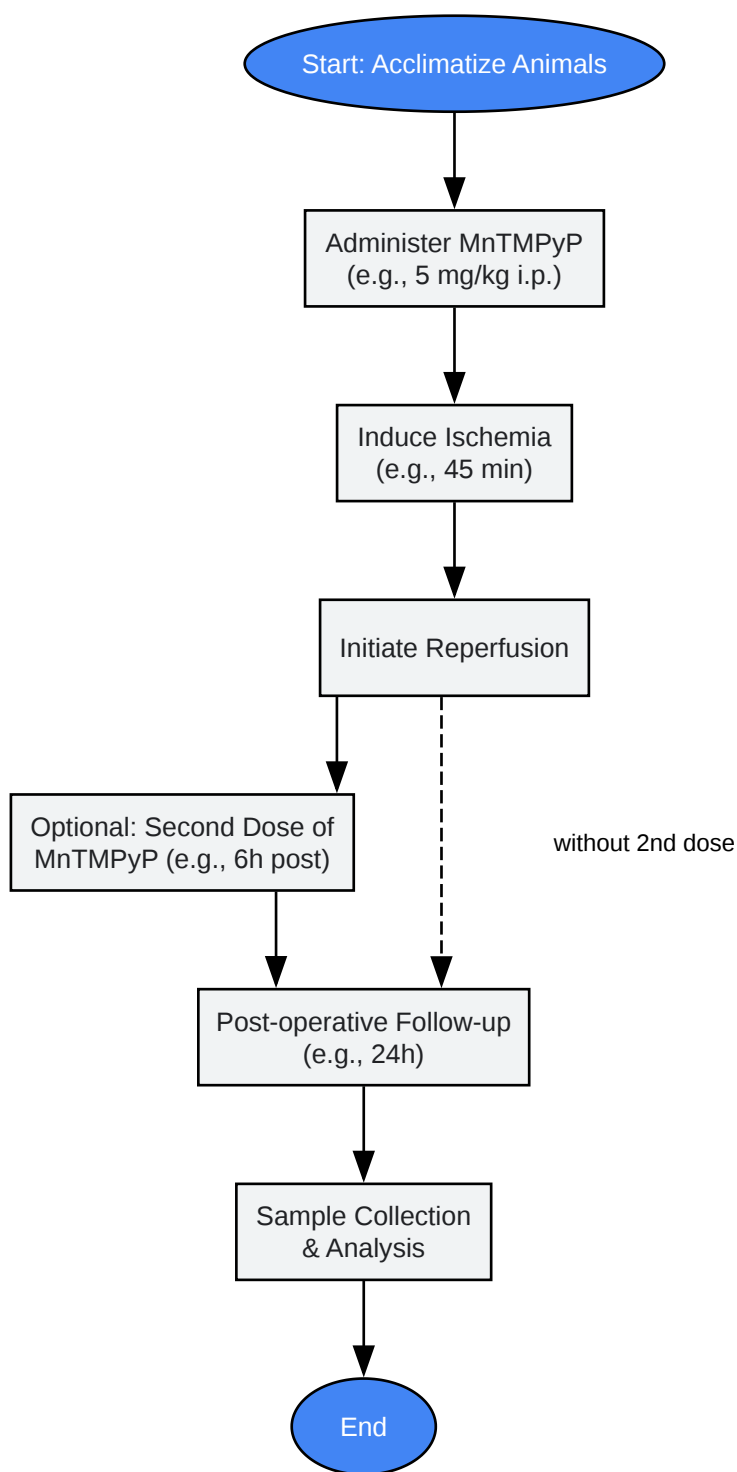 Start: Acclimatize Animals
Administer MnTMPyP
(e.g., 5 mg/kg i.p.)
Induce Ischemia
(e.g., 45 min)
Initiate Reperfusion
Optional: Second Dose of
MnTMPyP (e.g., 6h post)
without 2nd dose
Post-operative Follow-up
(e.g., 24h)
Sample Collection
& Analysis
End